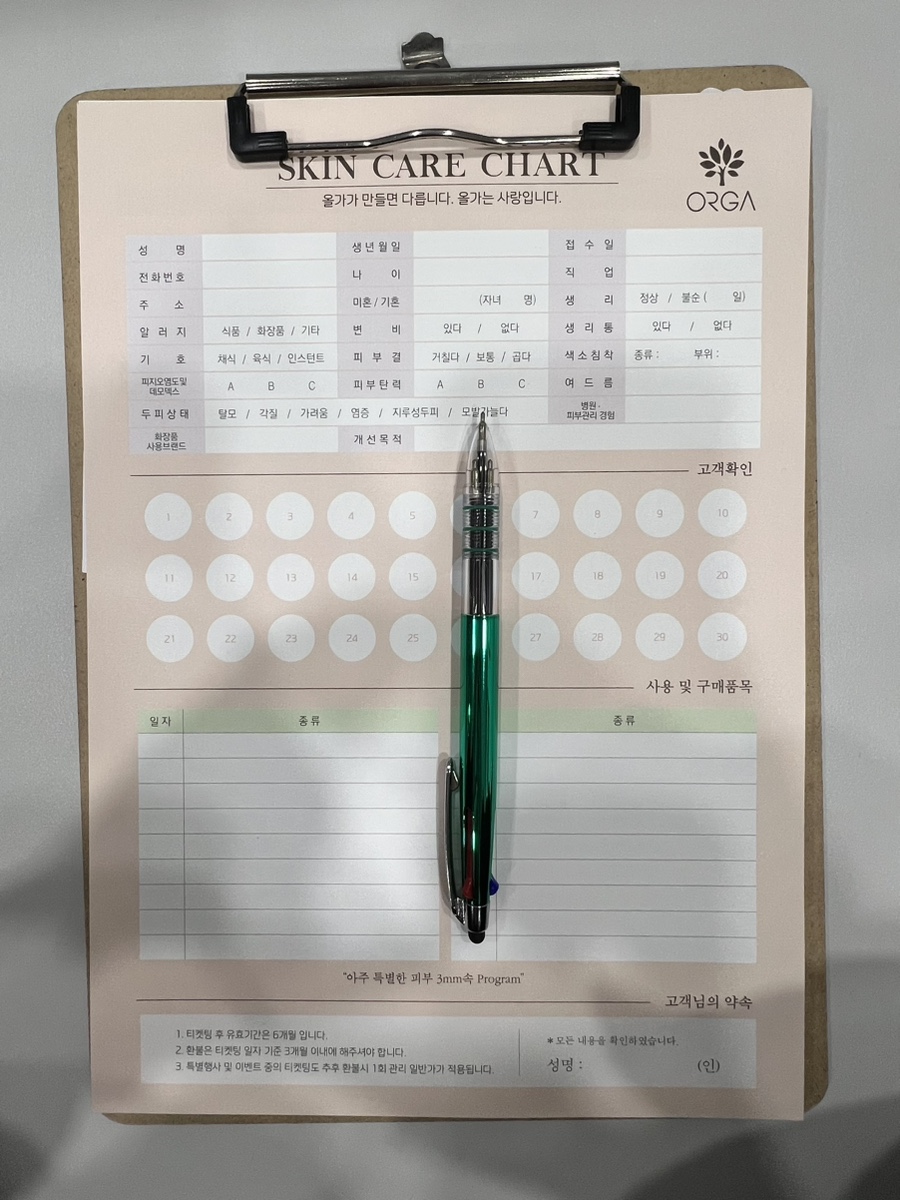 SKIN CARE CHART
올가가 만들면 다릅니다. 올가는 사랑입니다.
ORGA
성 명 생년월일 접 수 일
전화번호 나 이 직 업
주 소 미혼/기혼 (자녀 명) 생 리 정상 / 불순 ( 일)
알 러 지 식품 / 화장품 / 기타 변 비 있다 / 없다 생 리 통 있다 / 없다
기 호 채식 / 육식 / 인스턴트 피 부 결 거칠다 / 보통 / 곱다 색소침착 종류 : 부위 :
피지오염도및
데모덱스 A B C 피부탄력 A B C 여 드 름
두피상태 탈모 / 각질 / 가려움 / 염증 / 지루성두피 / 모발가늘다 병원·
피부관리 경험
화장품
사용브랜드 개선목적
고객확인
1 2 3 4 5 7 8 9 10
11 12 13 14 15 17 18 19 20
21 22 23 24 25 27 28 29 30
사용 및 구매품목
일자 종류 종류
"아주 특별한 피부 3mm속 Program"
고객님의 약속
1. 티켓팅 후 유효기간은 6개월 입니다.
2. 환불은 티켓팅 일자 기준 3개월 이내에 해주셔야 합니다.
3. 특별행사 및 이벤트 중의 티켓팅도 추후 환불시 1회 관리 일반가가 적용됩니다.
*모든 내용을 확인하였습니다.
성명 : (인)